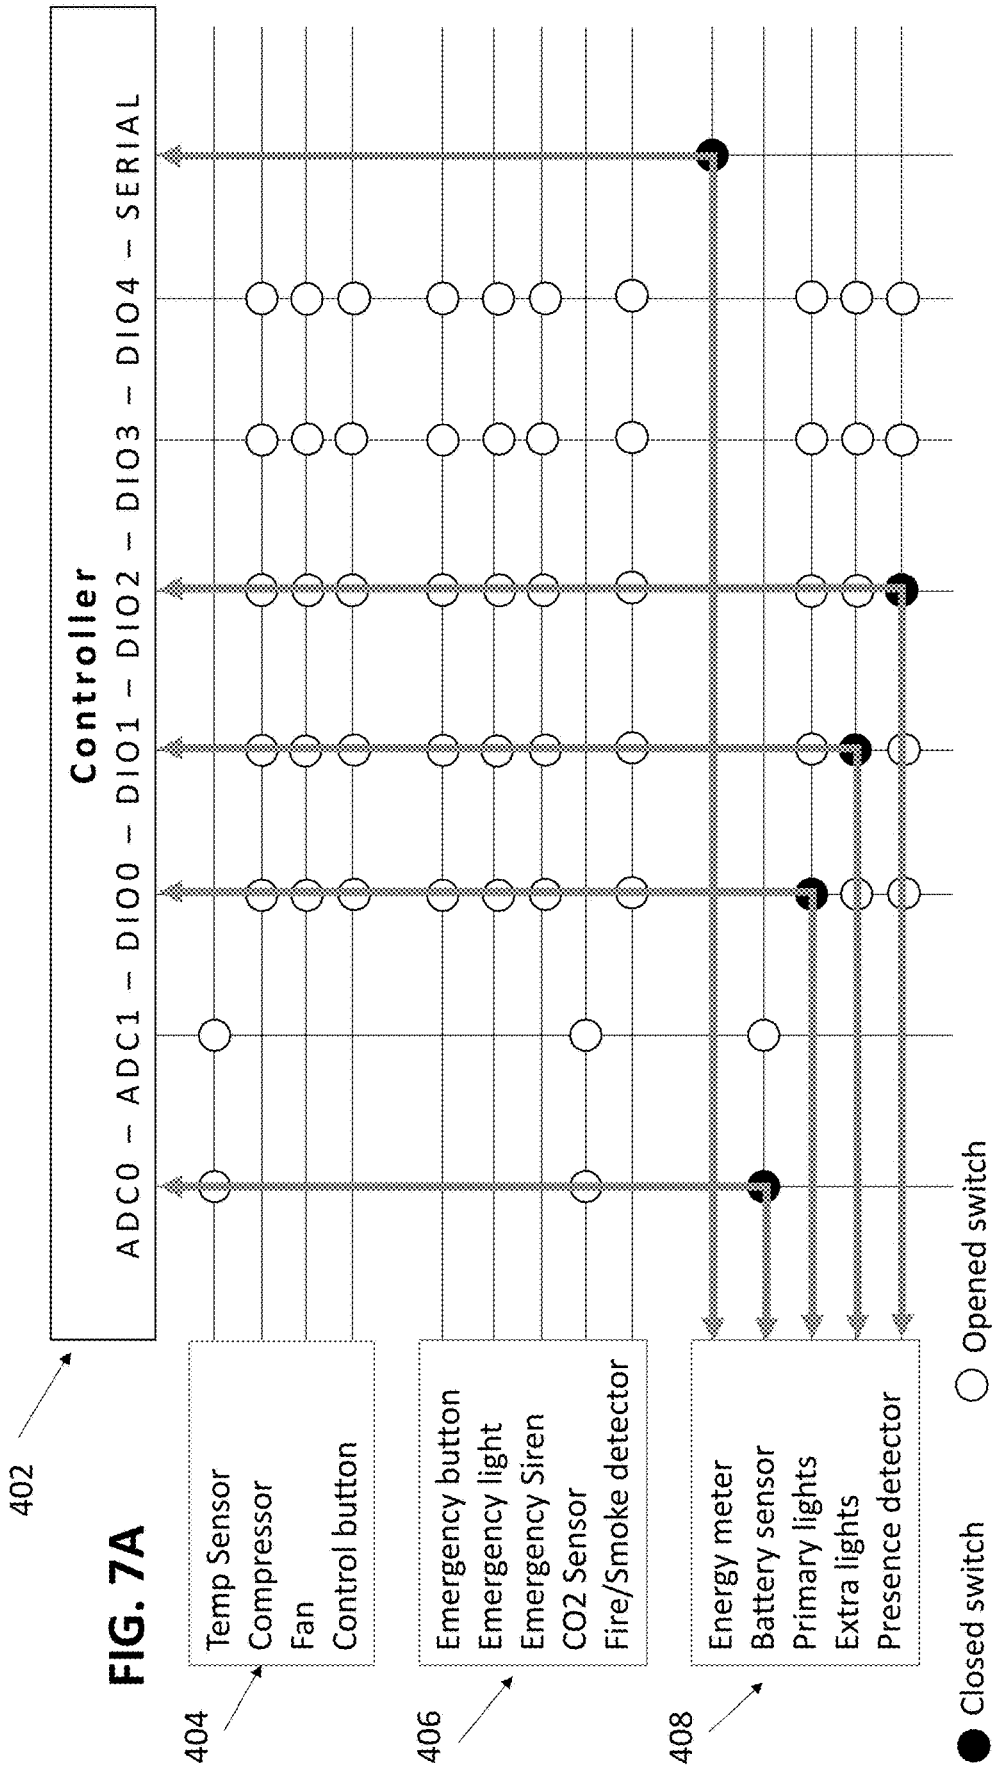 402
Controller
ADC0 – ADC1 – DIO0 – DIO1 – DIO2 – DIO3 – DIO4 – SERIAL
FIG. 7A
404
Temp Sensor
Compressor
Fan
Control button
406
Emergency button
Emergency light
Emergency Siren
CO2 Sensor
Fire/Smoke detector
408
Energy meter
Battery sensor
Primary lights
Extra lights
Presence detector
Closed switch
Opened switch